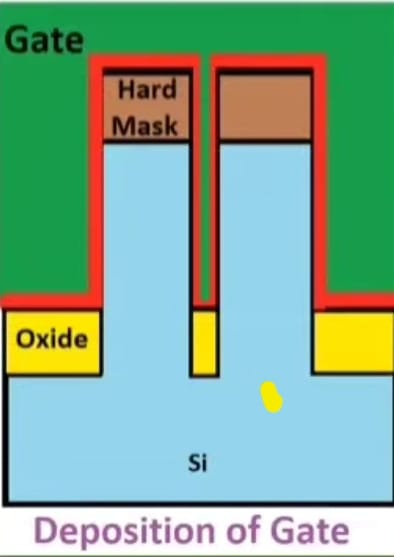 Gate
Hard
Mask
Oxide
Si
Deposition of Gate